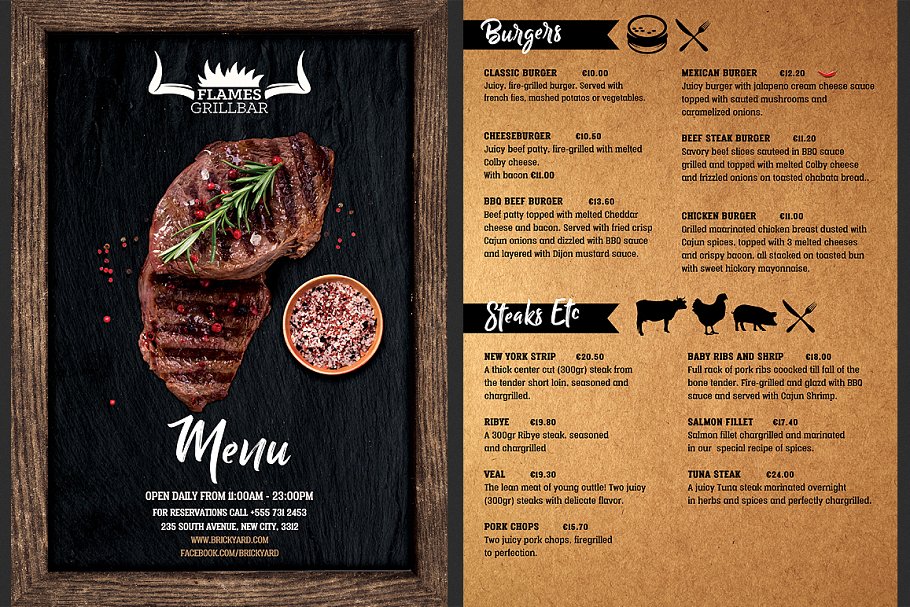 FLAMES
GRILLBAR
Menu
OPEN DAILY FROM 11:00AM - 23:00PM
FOR RESERVATIONS CALL +555 731 2453
235 SOUTH AVENUE, NEW CITY, 3312
WWW.BRICKYARD.COM
FACEBOOK.COM/BRICKYARD
Burgers
CLASSIC BURGER €10.00
Juicy, fire-grilled burger. Served with
french fies, mashed potatos or vegetables.
CHEESEBURGER €10.50
Juicy beef patty, fire-grilled with melted
Colby cheese.
With bacon €11.00
BBQ BEEF BURGER €13.60
Beef patty topped with melted Cheddar
cheese and bacon. Served with fried crisp
Cajun onions and dizzled with BBQ sauce
and layered with Dijon mustard sauce.
MEXICAN BURGER €12.20
Juicy burger with jalapeno cream cheese sauce
topped with sauted mushrooms and
caramelized onions.
BEEF STEAK BURGER €11.20
Savory beef slices sauteed in BBQ sauce
grilled and topped with melted Colby cheese
and frizzled onions on toasted chabata bread..
CHICKEN BURGER €11.00
Grilled maarinated chicken breast dusted with
Cajun spices, topped with 3 melted cheeses
and crispy bacon, all stacked on toasted bun
with sweet hickory mayonnaise.
Steaks Etc
NEW YORK STRIP €20.50
A thick center cut (300gr) steak from
the tender short loin, seasoned and
chargrilled.
RIBYE €19.80
A 300gr Ribye steak, seasoned
and chargrilled
VEAL €19.30
The lean meat of young cuttle! Two juicy
(300gr) steaks with delicate flavor.
PORK CHOPS €15.70
Two juicy pork chops, firegrilled
to perfection.
BABY RIBS AND SHRIP €18.00
Full rack of pork ribs coocked till fall of the
bone tender. Fire-grilled and glazd with BBQ
sauce and served with Cajun Shrimp.
SALMON FILLET €17.40
Salmon fillet chargrilled and marinated
in our special recipe of spices.
TUNA STEAK €24.00
A juicy Tuna steak marinated overnight
in herbs and spices and perfectly chargrilled.